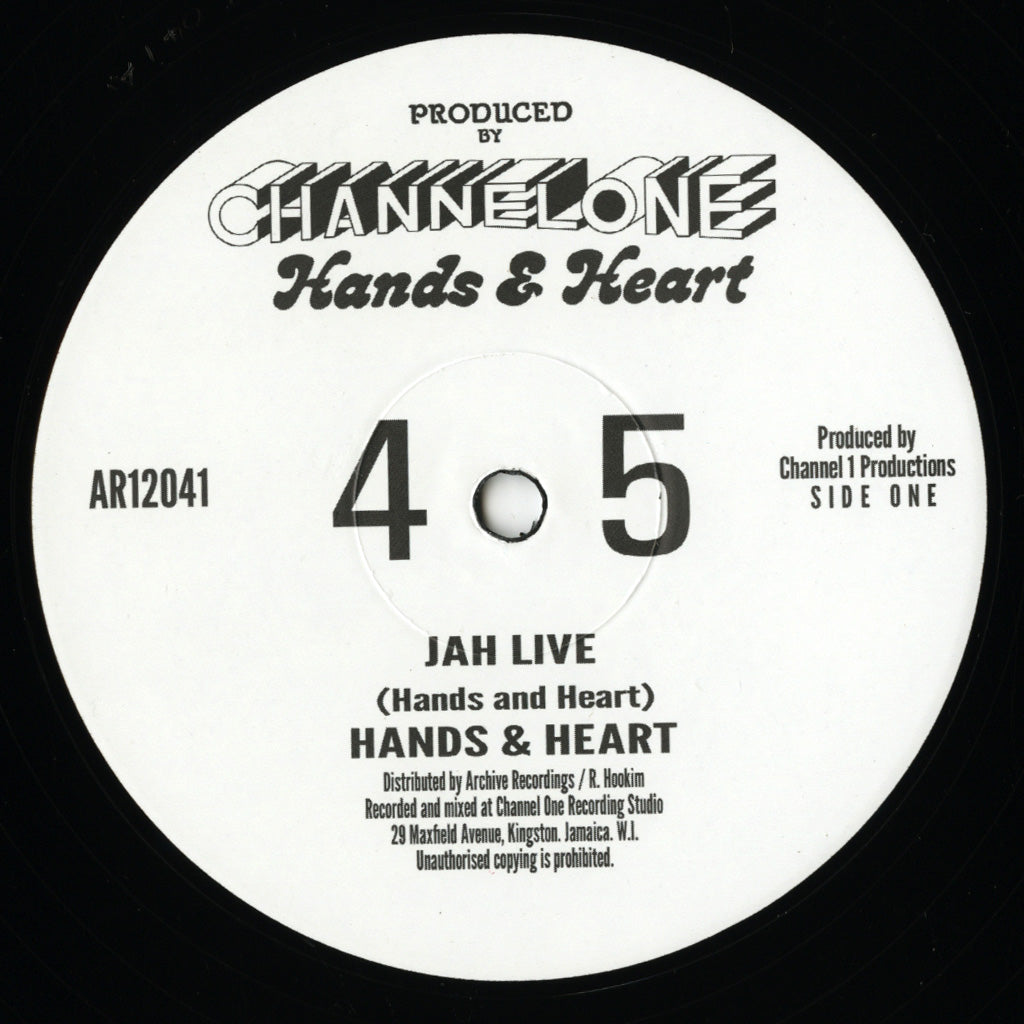 PRODUCED
BY
CHANNEL ONE
Hands & Heart
4 5
AR12041
Produced by
Channel 1 Productions
SIDE ONE
JAH LIVE
(Hands and Heart)
HANDS & HEART
Distributed by Archive Recordings / R. Hookim
Recorded and mixed at Channel One Recording Studio
29 Maxfield Avenue, Kingston. Jamaica. W.I.
Unauthorised copying is prohibited.